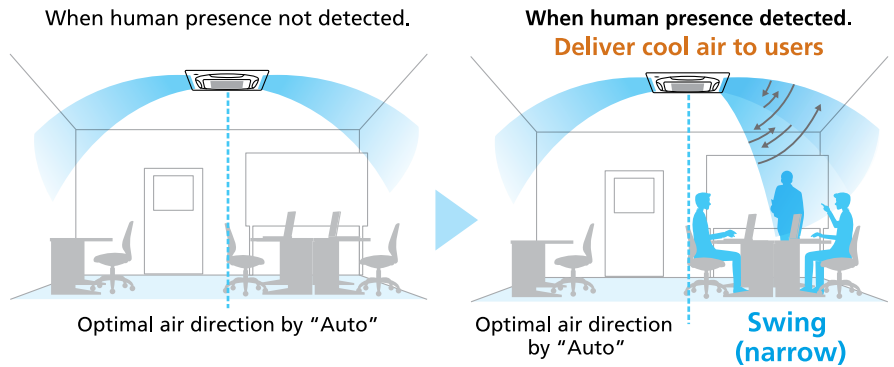 When human presence not detected.
Optimal air direction by “Auto”
When human presence detected.
Deliver cool air to users
Optimal air direction
by “Auto”
Swing
(narrow)